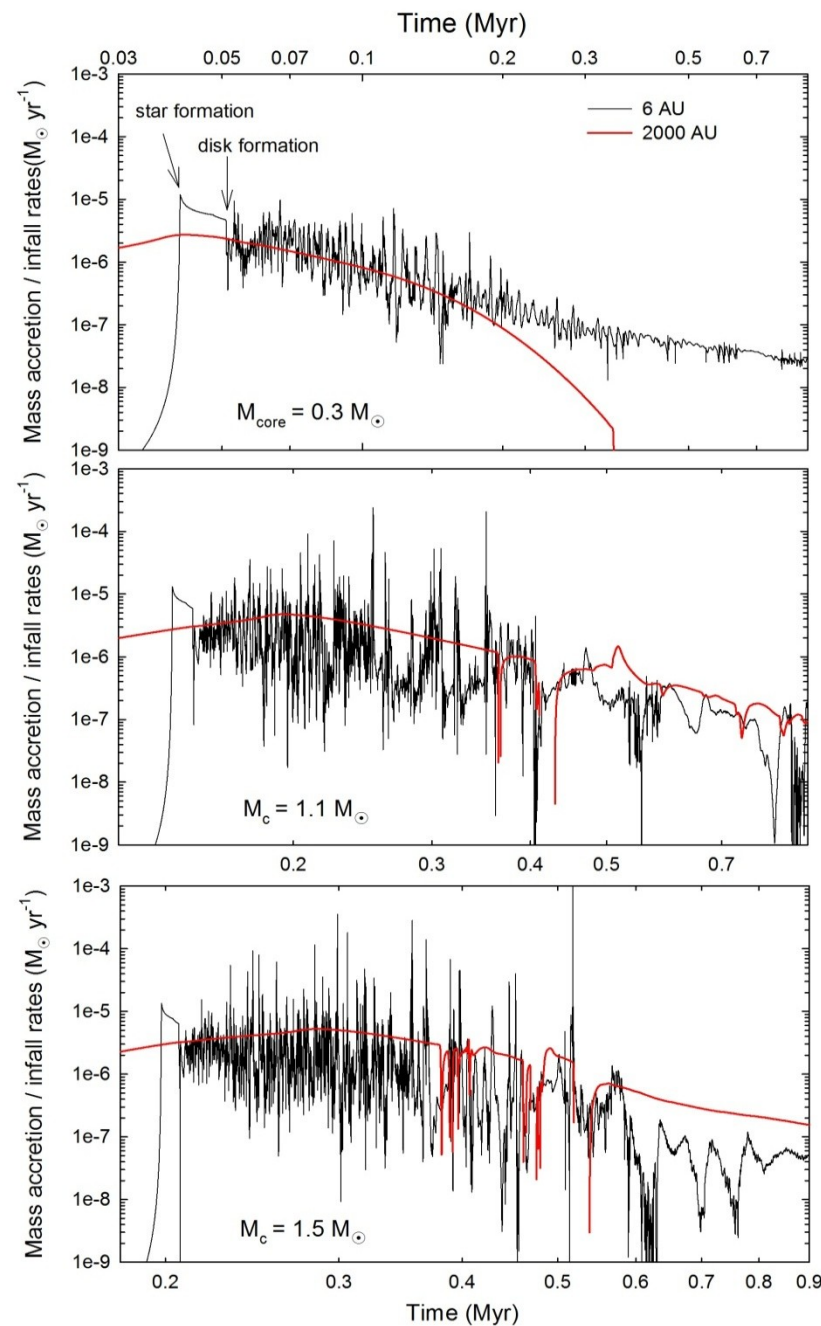 Time (Myr)
0.03 0.05 0.07 0.1 0.2 0.3 0.5 0.7
1e-3
1e-4
1e-5
1e-6
1e-7
1e-8
1e-9
Mass accretion / infall rates(M☉ yr-1)
star formation
disk formation
6 AU
2000 AU
Mcore = 0.3 M☉
1e-3
1e-4
1e-5
1e-6
1e-7
1e-8
1e-9
Mass accretion / infall rates (M☉ yr-1)
Mc = 1.1 M☉
0.2 0.3 0.4 0.5 0.7
1e-3
1e-4
1e-5
1e-6
1e-7
1e-8
1e-9
Mass accretion / infall rates (M☉ yr-1)
Mc = 1.5 M☉
0.2 0.3 0.4 0.5 0.6 0.7 0.8 0.9
Time (Myr)